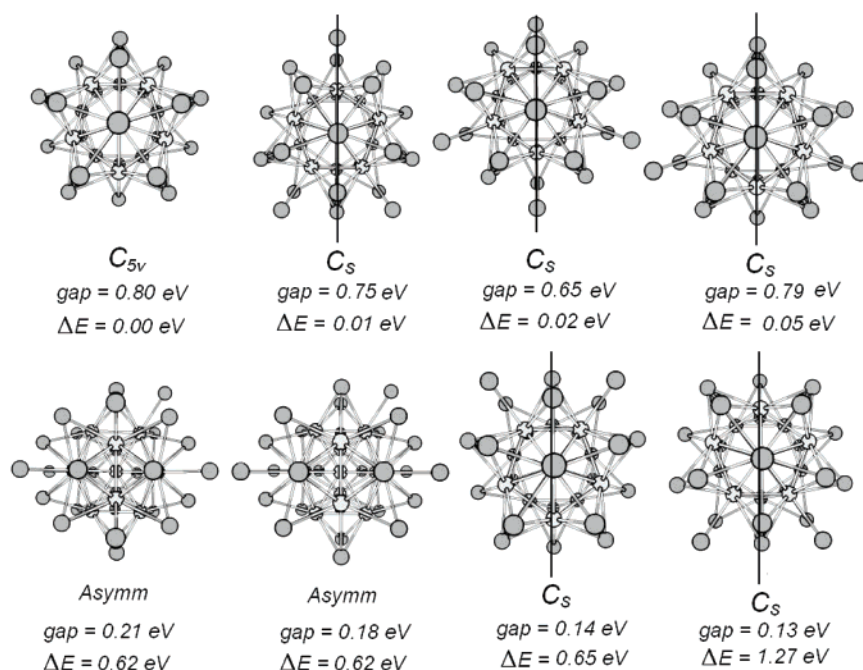 C5v Cs Cs Cs
gap = 0.80 eV gap = 0.75 eV gap = 0.65 eV gap = 0.79 eV
ΔE = 0.00 eV ΔE = 0.01 eV ΔE = 0.02 eV ΔE = 0.05 eV
Asymm Asymm Cs Cs
gap = 0.21 eV gap = 0.18 eV gap = 0.14 eV gap = 0.13 eV
ΔE = 0.62 eV ΔE = 0.62 eV ΔE = 0.65 eV ΔE = 1.27 eV